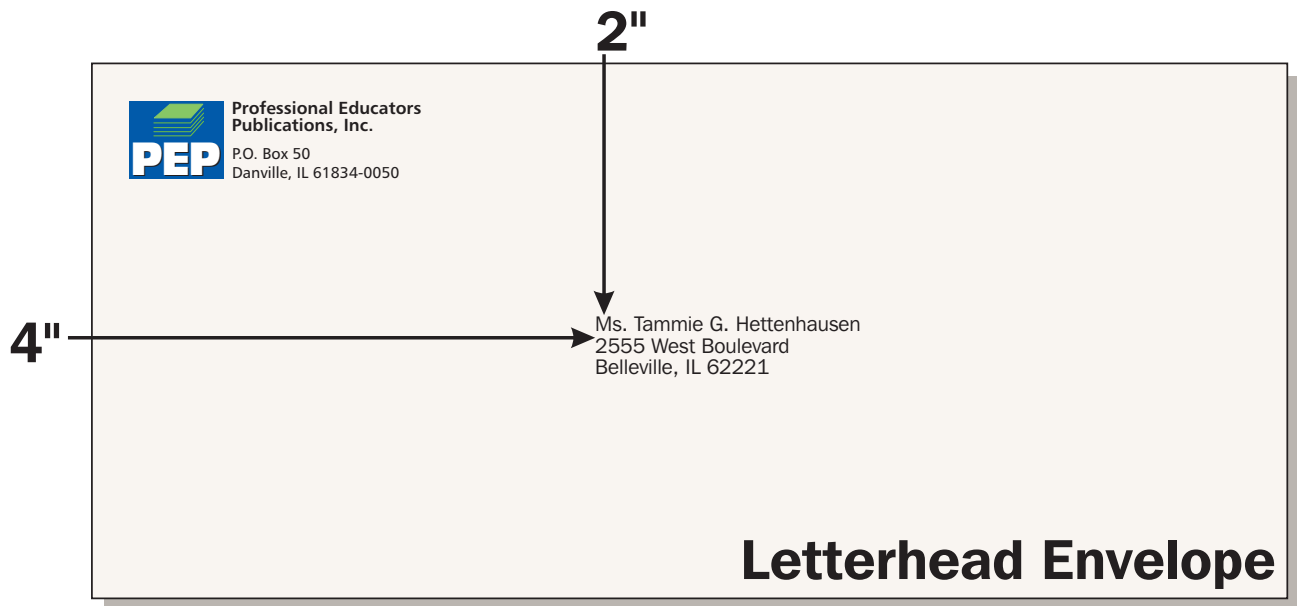 2"
Professional Educators
Publications, Inc.
PEP
P.O. Box 50
Danville, IL 61834-0050
4"
Ms. Tammie G. Hettenhausen
2555 West Boulevard
Belleville, IL 62221
Letterhead Envelope